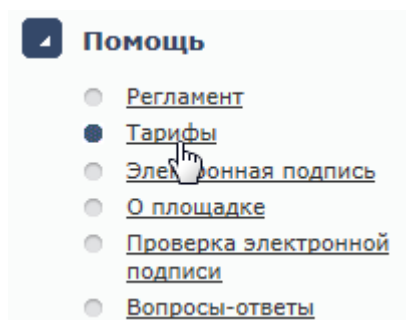 Помощь
Регламент
Тарифы
Электронная подпись
О площадке
Проверка электронной
подписи
Вопросы-ответы